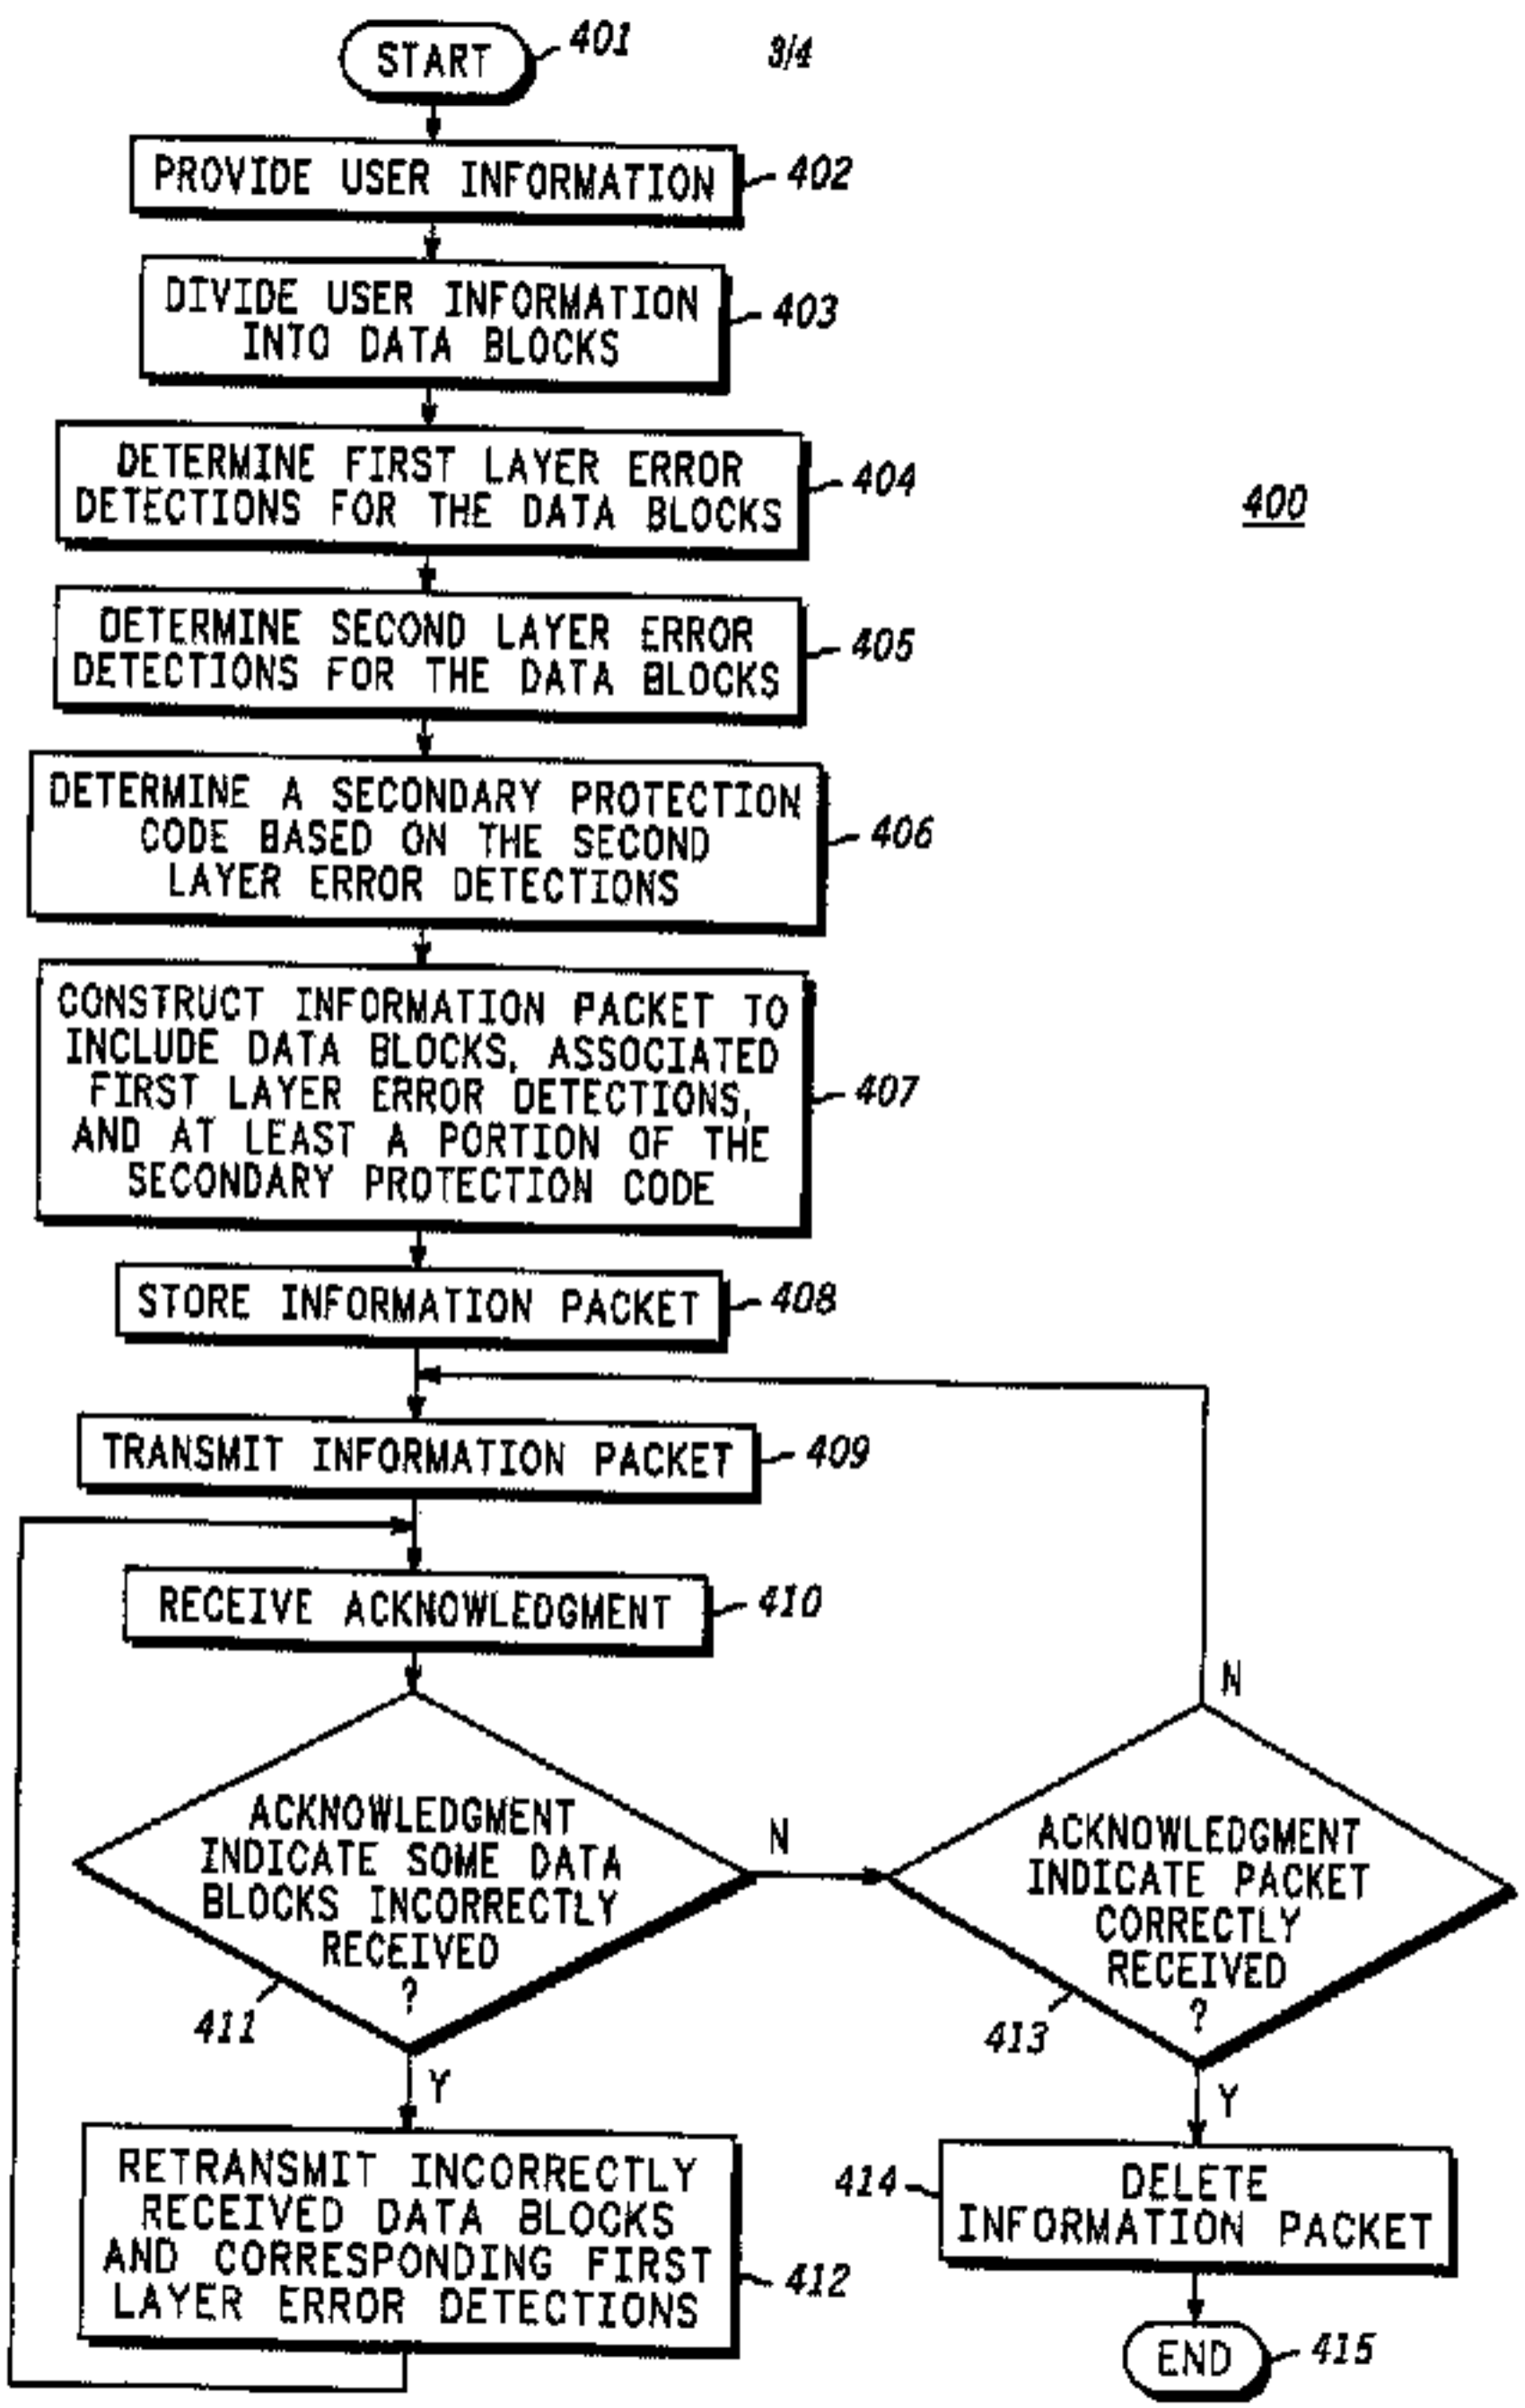 START
401
3/4
PROVIDE USER INFORMATION
402
DIVIDE USER INFORMATION
INTO DATA BLOCKS
403
DETERMINE FIRST LAYER ERROR
DETECTIONS FOR THE DATA BLOCKS
404
400
DETERMINE SECOND LAYER ERROR
DETECTIONS FOR THE DATA BLOCKS
405
DETERMINE A SECONDARY PROTECTION
CODE BASED ON THE SECOND
LAYER ERROR DETECTIONS
406
CONSTRUCT INFORMATION PACKET TO
INCLUDE DATA BLOCKS, ASSOCIATED
FIRST LAYER ERROR DETECTIONS,
AND AT LEAST A PORTION OF THE
SECONDARY PROTECTION CODE
407
STORE INFORMATION PACKET
408
TRANSMIT INFORMATION PACKET
409
RECEIVE ACKNOWLEDGMENT
410
ACKNOWLEDGMENT
INDICATE SOME DATA
BLOCKS INCORRECTLY
RECEIVED
?
411
N
Y
N
ACKNOWLEDGMENT
INDICATE PACKET
CORRECTLY
RECEIVED
?
413
Y
RETRANSMIT INCORRECTLY
RECEIVED DATA BLOCKS
AND CORRESPONDING FIRST
LAYER ERROR DETECTIONS
412
414
DELETE
INFORMATION PACKET
END
415